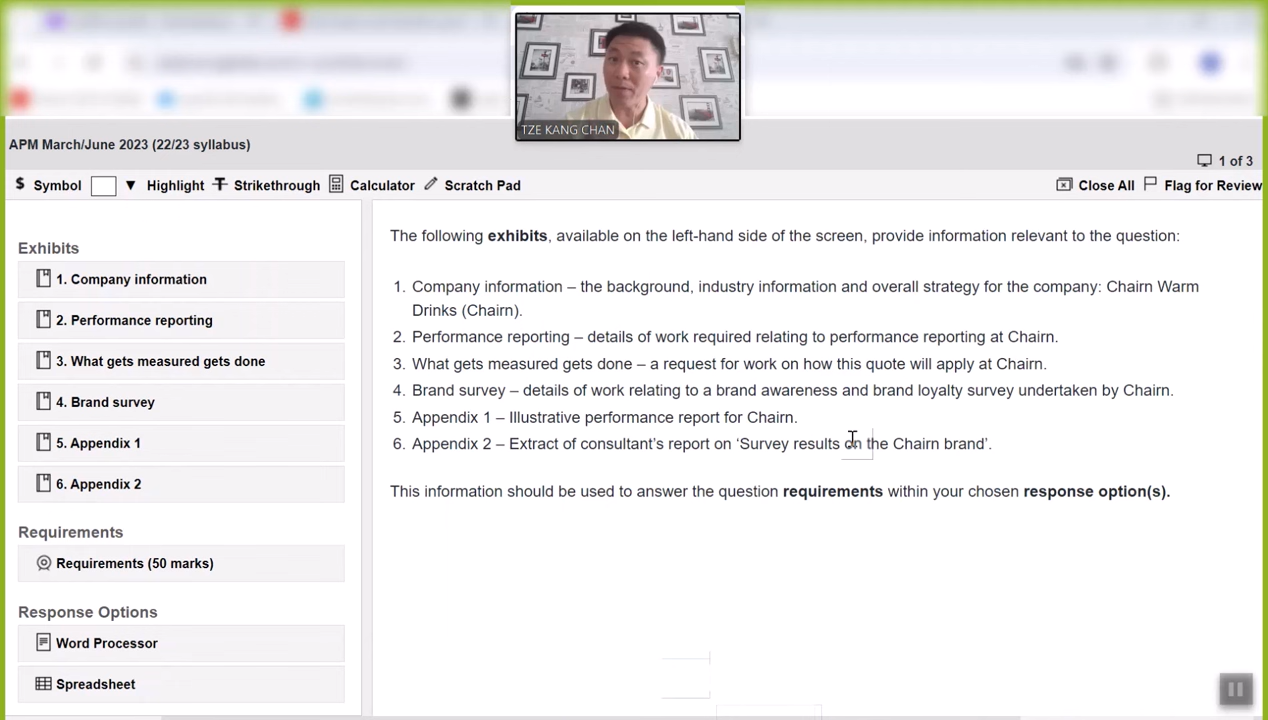 TZE KANG CHAN
APM March/June 2023 (22/23 syllabus)
1 of 3
$ Symbol
Highlight
Strikethrough
Calculator
Scratch Pad
Close All
Flag for Review
Exhibits
1. Company information
2. Performance reporting
3. What gets measured gets done
4. Brand survey
5. Appendix 1
6. Appendix 2
Requirements
Requirements (50 marks)
Response Options
Word Processor
Spreadsheet
The following exhibits, available on the left-hand side of the screen, provide information relevant to the question:
1. Company information – the background, industry information and overall strategy for the company: Chairn Warm
Drinks (Chairn).
2. Performance reporting – details of work required relating to performance reporting at Chairn.
3. What gets measured gets done – a request for work on how this quote will apply at Chairn.
4. Brand survey – details of work relating to a brand awareness and brand loyalty survey undertaken by Chairn.
5. Appendix 1 – Illustrative performance report for Chairn.
6. Appendix 2 – Extract of consultant's report on 'Survey results on the Chairn brand'.
This information should be used to answer the question requirements within your chosen response option(s).